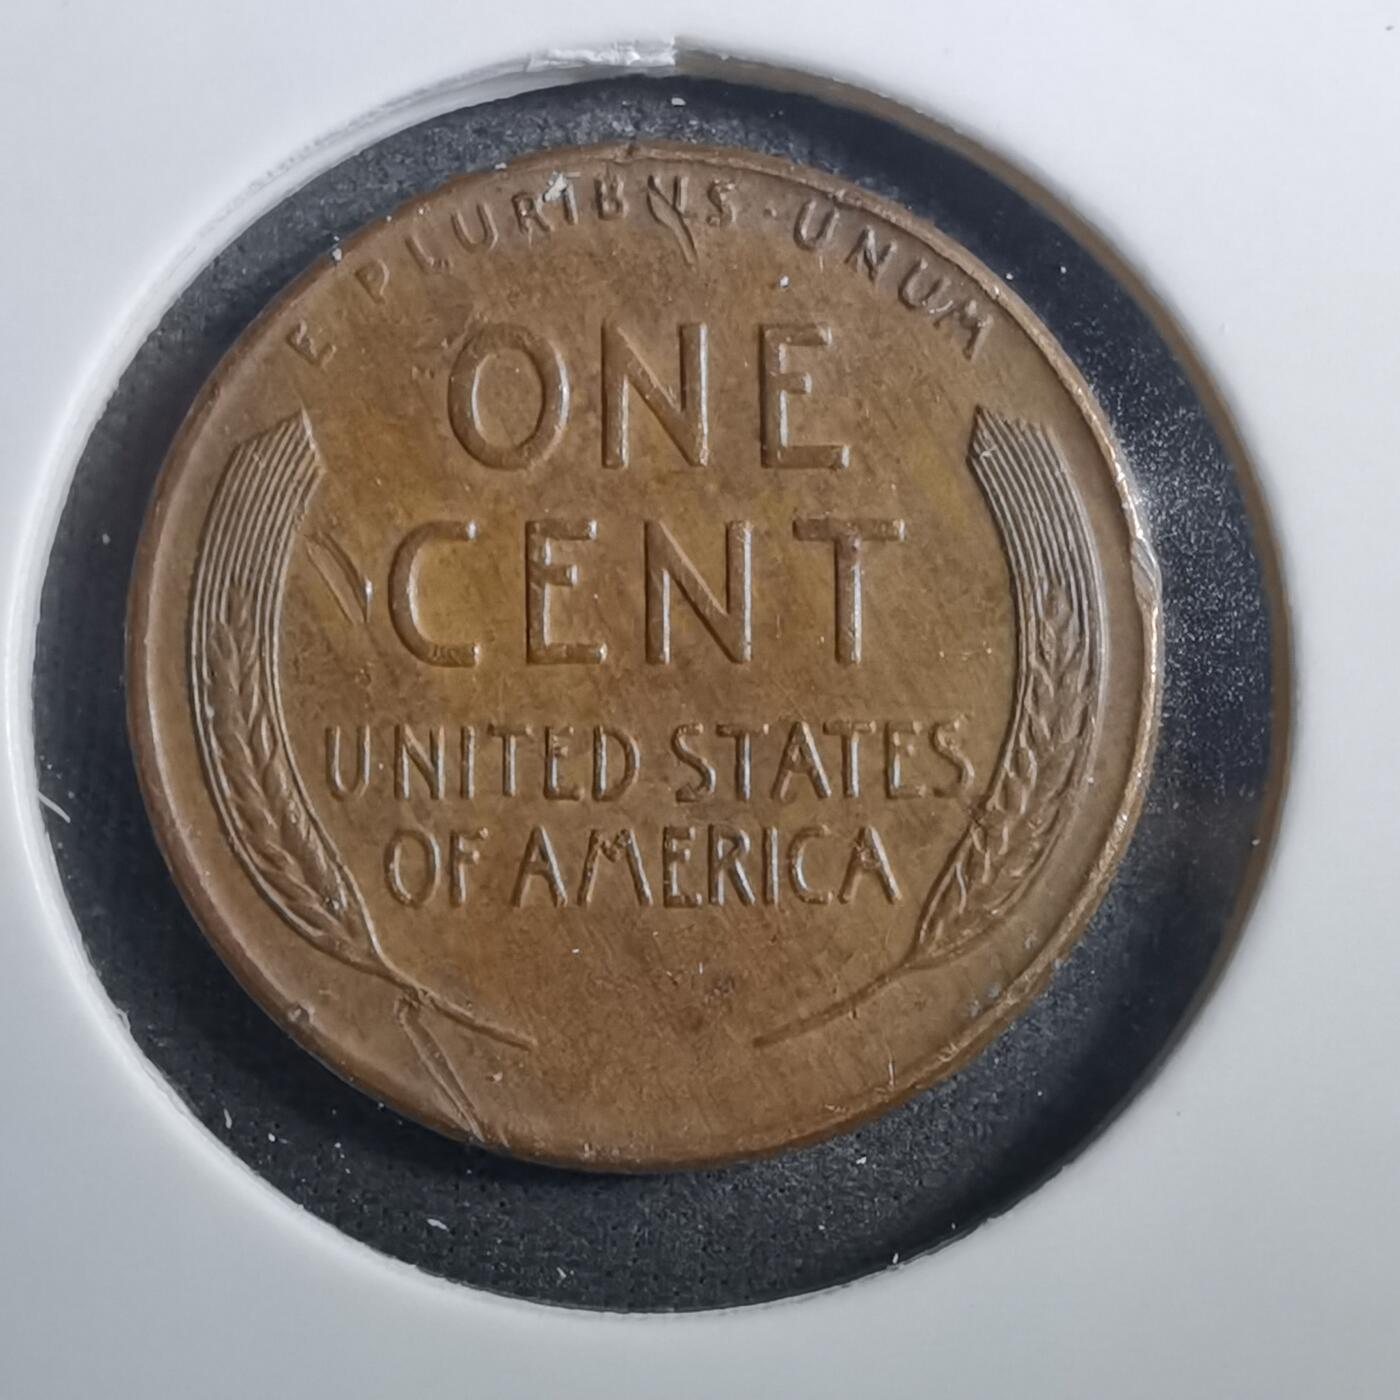 E PLURIBUS · UNUM
ONE
CENT
UNITED STATES
OF AMERICA